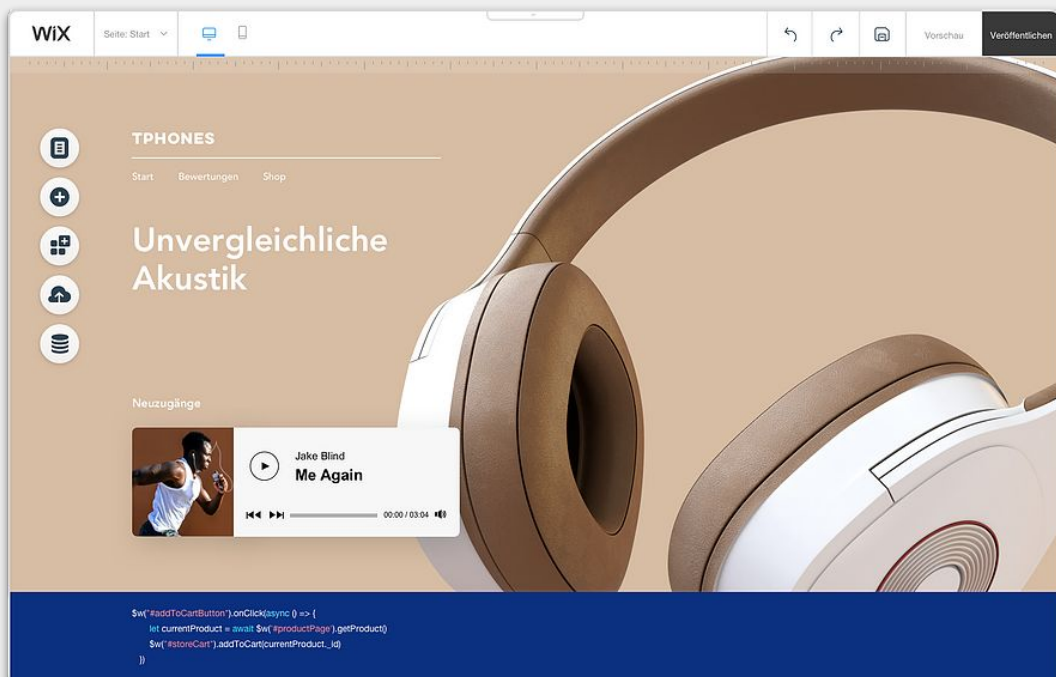 WiX
Seite: Start
Vorschau
Veröffentlichen
TPHONES
Start Bewertungen Shop
Unvergleichliche
Akustik
Neuzugänge
Jake Blind
Me Again
00:00 / 03:04
$w("#addToCartButton").onClick(async () => {
let currentProduct = await $w('#productPage').getProduct()
$w("#storeCart").addToCart(currentProduct._id)
})